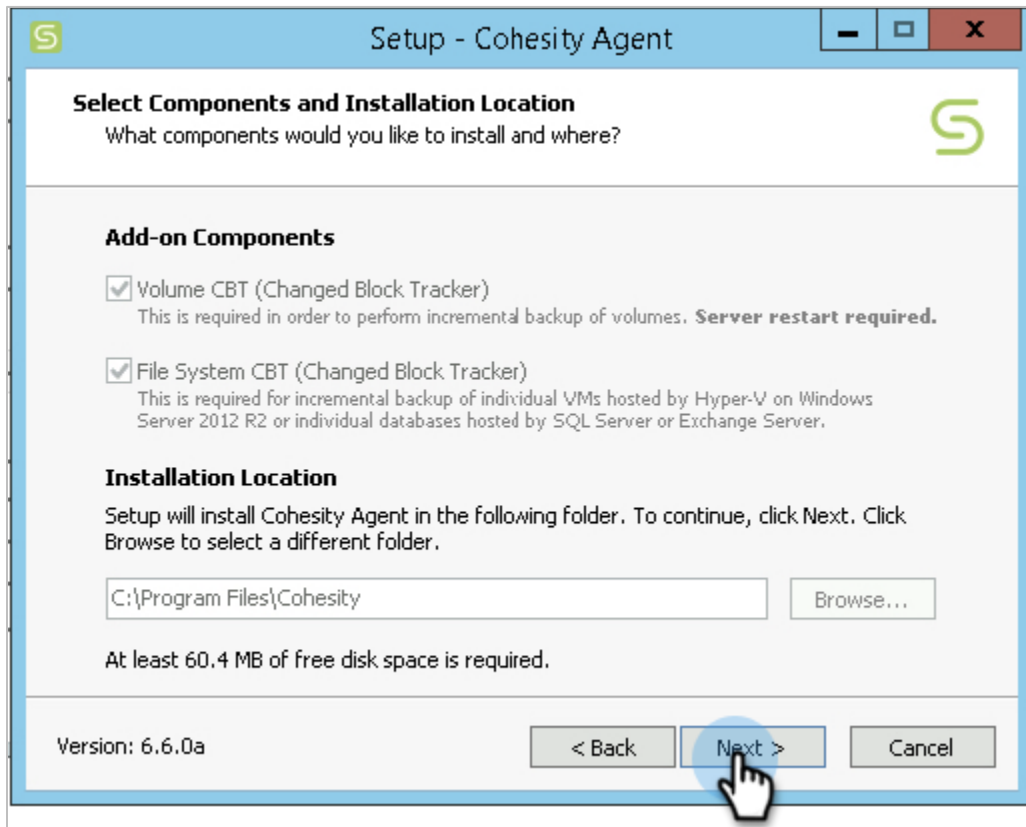 Setup - Cohesity Agent
Select Components and Installation Location
What components would you like to install and where?
Add-on Components
Volume CBT (Changed Block Tracker)
This is required in order to perform incremental backup of volumes. Server restart required.
File System CBT (Changed Block Tracker)
This is required for incremental backup of individual VMs hosted by Hyper-V on Windows
Server 2012 R2 or individual databases hosted by SQL Server or Exchange Server.
Installation Location
Setup will install Cohesity Agent in the following folder. To continue, click Next. Click
Browse to select a different folder.
C:\Program Files\Cohesity
Browse...
At least 60.4 MB of free disk space is required.
Version: 6.6.0a
< Back
Next >
Cancel